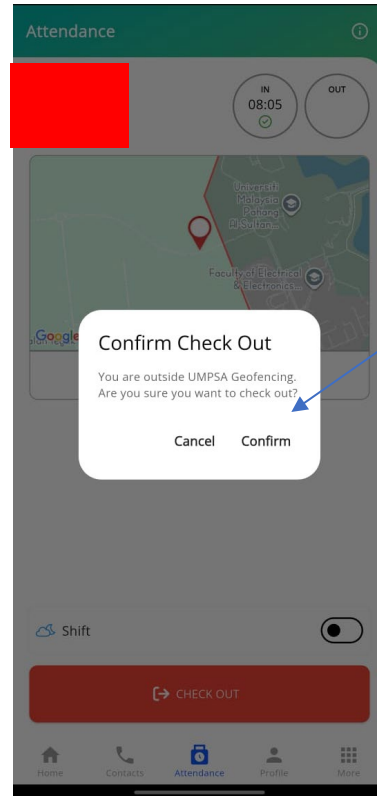 Attendance
IN
08:05
OUT
Universiti
Malaysia
Pahang
Al-Sultan...
Faculty of Electrical
& Electronics...
Google
Confirm Check Out
You are outside UMPSA Geofencing.
Are you sure you want to check out?
Cancel Confirm
Shift
CHECK OUT
Home Contacts Attendance Profile More